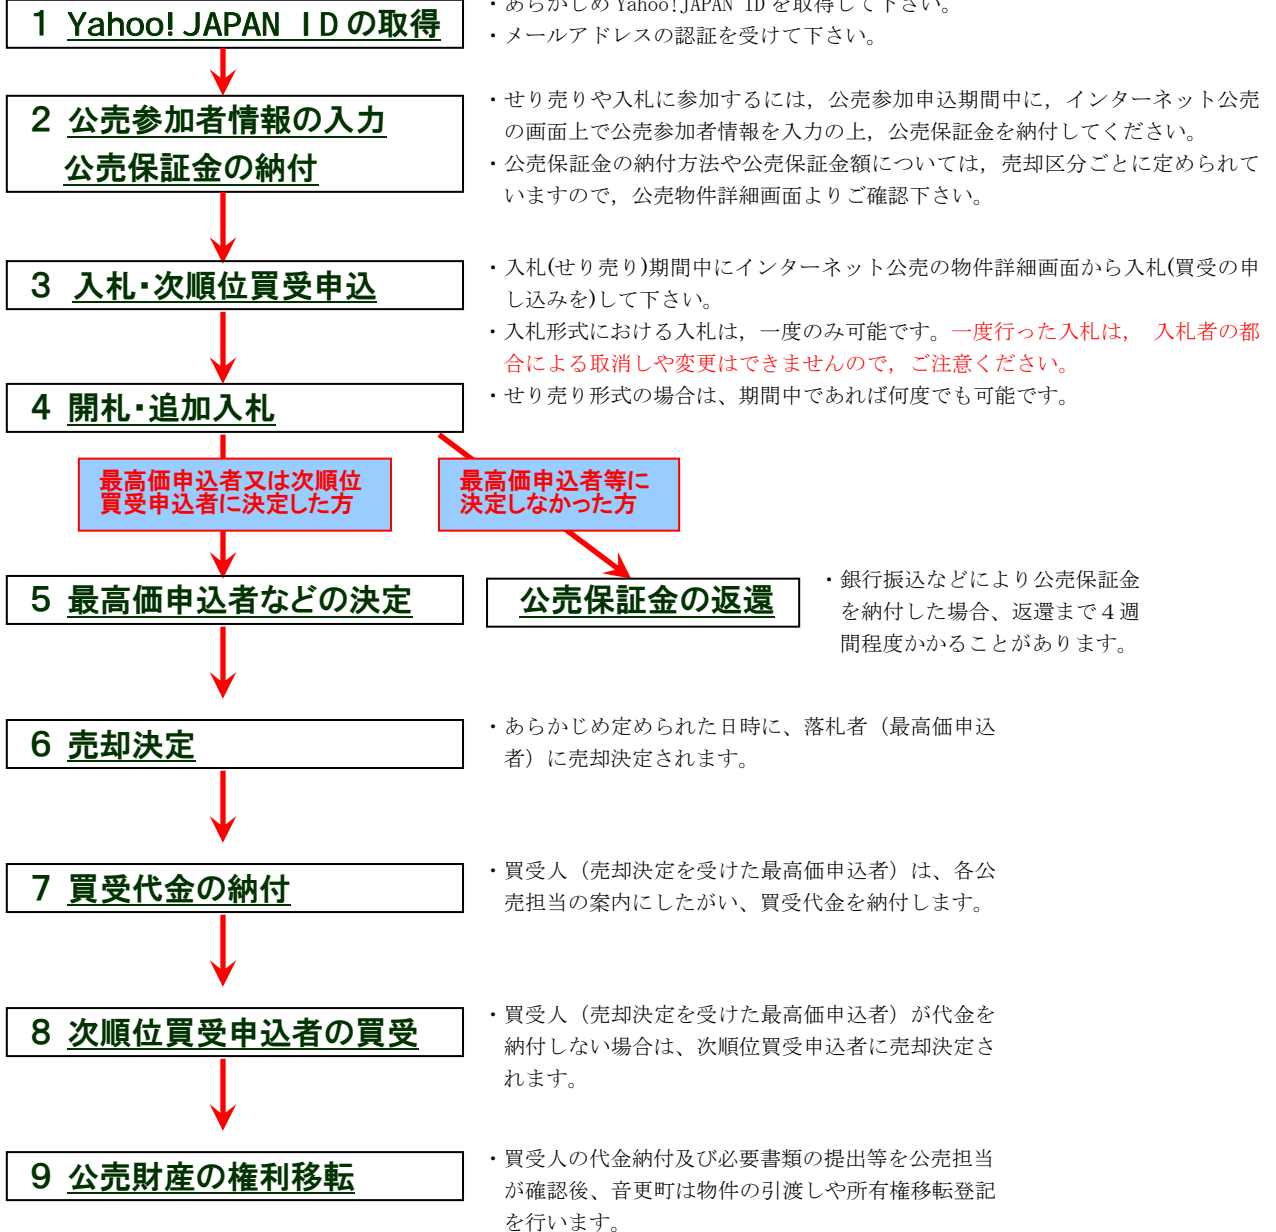 ・あらかじめ Yahoo!JAPAN ID を取得して下さい。
1 Yahoo! JAPAN IDの取得
・メールアドレスの認証を受けて下さい。
2 公売参加者情報の入力
公売保証金の納付
・せり売りや入札に参加するには，公売参加申込期間中に，インターネット公売
の画面上で公売参加者情報を入力の上，公売保証金を納付してください。
・公売保証金の納付方法や公売保証金額については，売却区分ごとに定められて
いますので，公売物件詳細画面よりご確認下さい。
3 入札・次順位買受申込
・入札(せり売り)期間中にインターネット公売の物件詳細画面から入札(買受の申
し込みを)して下さい。
・入札形式における入札は，一度のみ可能です。一度行った入札は， 入札者の都
合による取消しや変更はできませんので，ご注意ください。
・せり売り形式の場合は、期間中であれば何度でも可能です。
4 開札・追加入札
最高価申込者又は次順位
買受申込者に決定した方
最高価申込者等に
決定しなかった方
5 最高価申込者などの決定
公売保証金の返還
・銀行振込などにより公売保証金
を納付した場合、返還まで４週
間程度かかることがあります。
6 売却決定
・あらかじめ定められた日時に、落札者（最高価申込
者）に売却決定されます。
7 買受代金の納付
・買受人（売却決定を受けた最高価申込者）は、各公
売担当の案内にしたがい、買受代金を納付します。
8 次順位買受申込者の買受
・買受人（売却決定を受けた最高価申込者）が代金を
納付しない場合は、次順位買受申込者に売却決定さ
れます。
9 公売財産の権利移転
・買受人の代金納付及び必要書類の提出等を公売担当
が確認後、音更町は物件の引渡しや所有権移転登記
を行います。